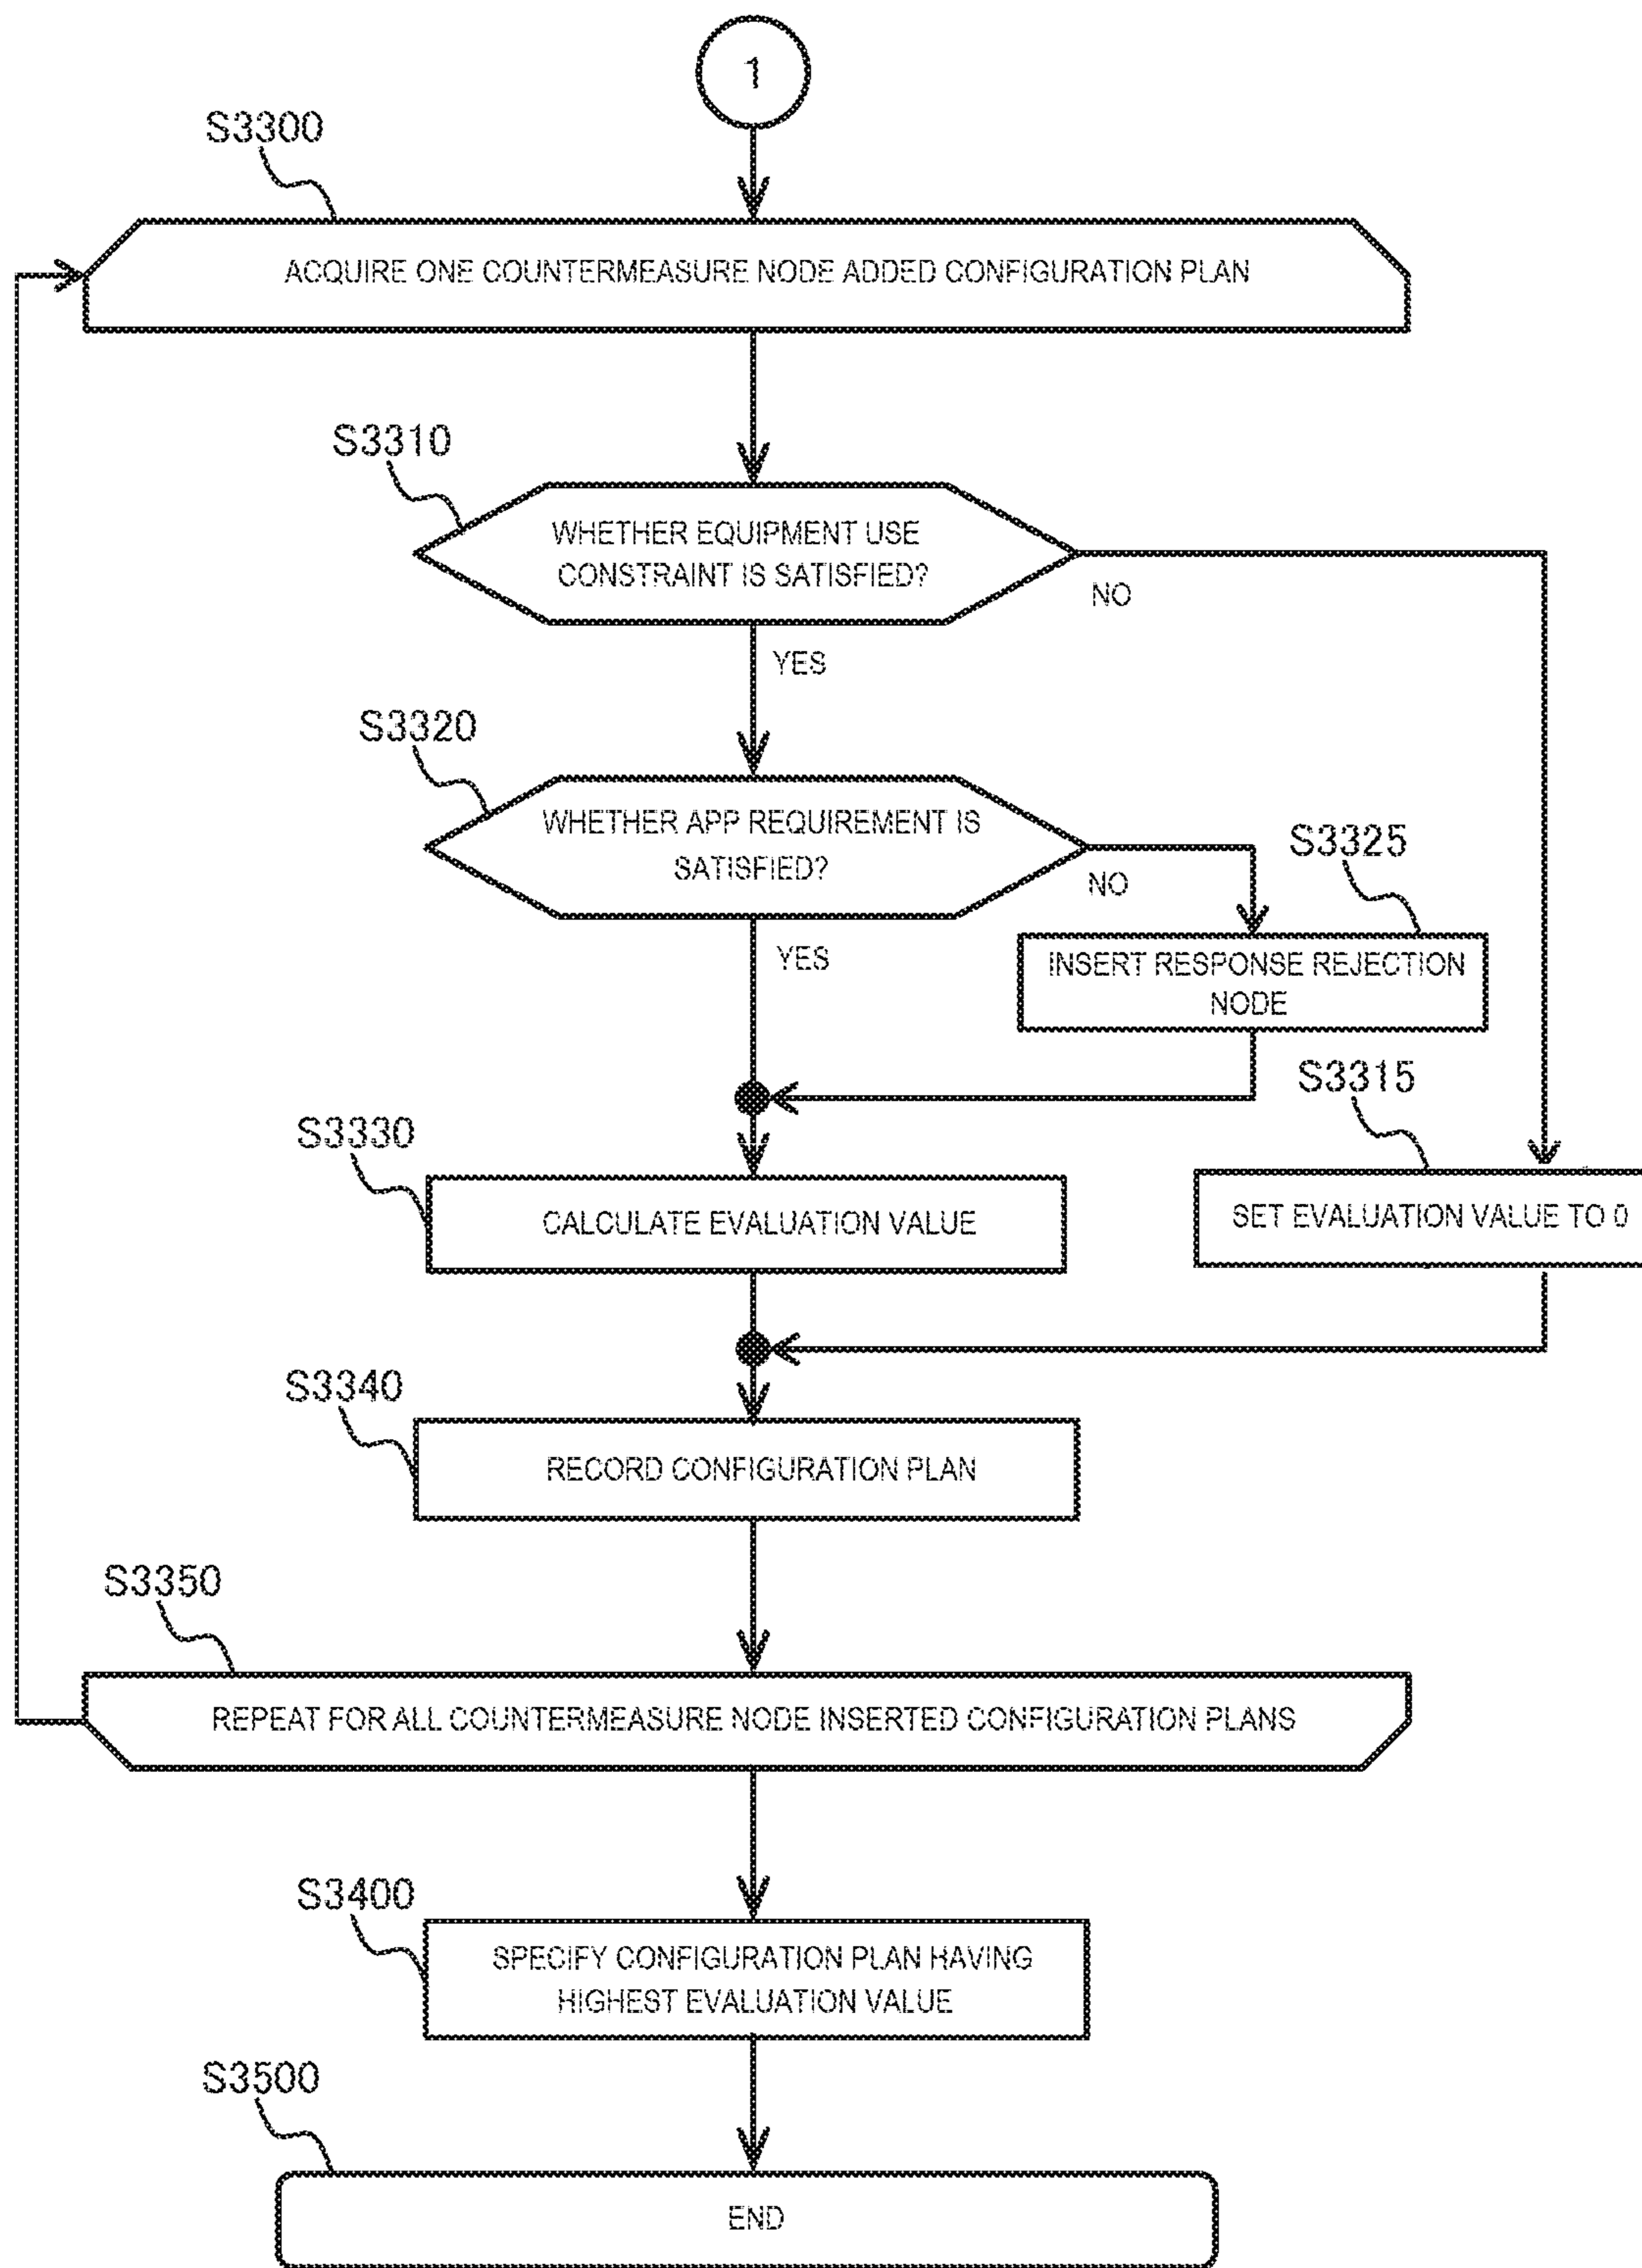 1
S3300
ACQUIRE ONE COUNTERMEASURE NODE ADDED CONFIGURATION PLAN
S3310
WHETHER EQUIPMENT USE
CONSTRAINT IS SATISFIED?
NO
YES
S3320
WHETHER APP REQUIREMENT IS
SATISFIED?
NO
YES
S3325
INSERT RESPONSE REJECTION
NODE
S3315
SET EVALUATION VALUE TO 0
S3330
CALCULATE EVALUATION VALUE
S3340
RECORD CONFIGURATION PLAN
S3350
REPEAT FOR ALL COUNTERMEASURE NODE INSERTED CONFIGURATION PLANS
S3400
SPECIFY CONFIGURATION PLAN HAVING
HIGHEST EVALUATION VALUE
S3500
END